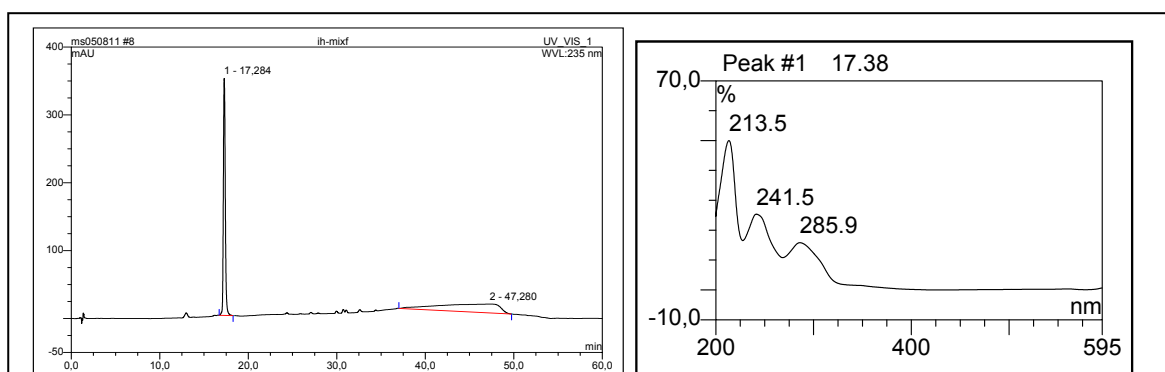 ms050811 #8 ih-mixf UV_VIS_1
mAU WVL:235 nm
400
300
200
100
-50
1 - 17,284
2 - 47,280
min
0,0 10,0 20,0 30,0 40,0 50,0 60,0
Peak #1 17.38
70,0
%
213.5
241.5
285.9
nm
-10,0
200 400 595